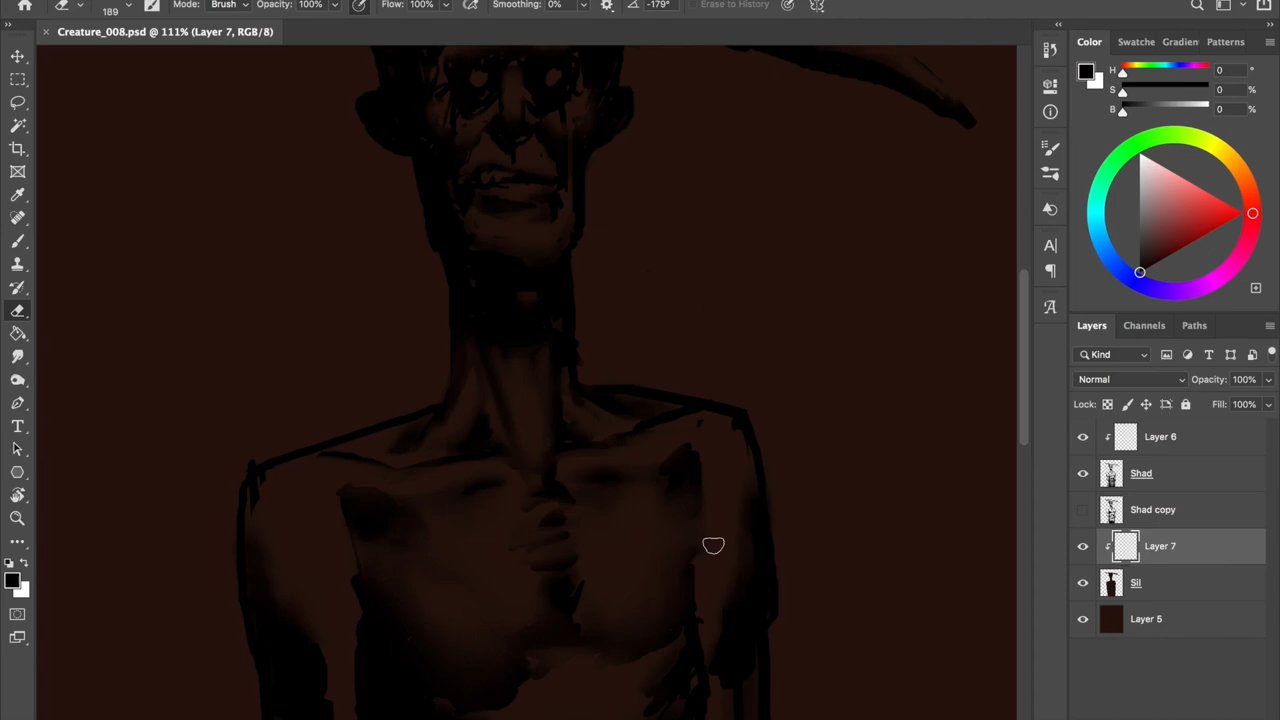 Mode: Brush Opacity: 100% Flow: 100% Smoothing: 0% -179° Erase to History
189
× Creature_008.psd @ 111% (Layer 7, RGB/8)
Color Swatche Gradien Patterns
H 0 °
S 0 %
B 0 %
Layers Channels Paths
Kind
Normal Opacity: 100%
Lock: Fill: 100%
Layer 6
Shad
Shad copy
Layer 7
Sil
Layer 5